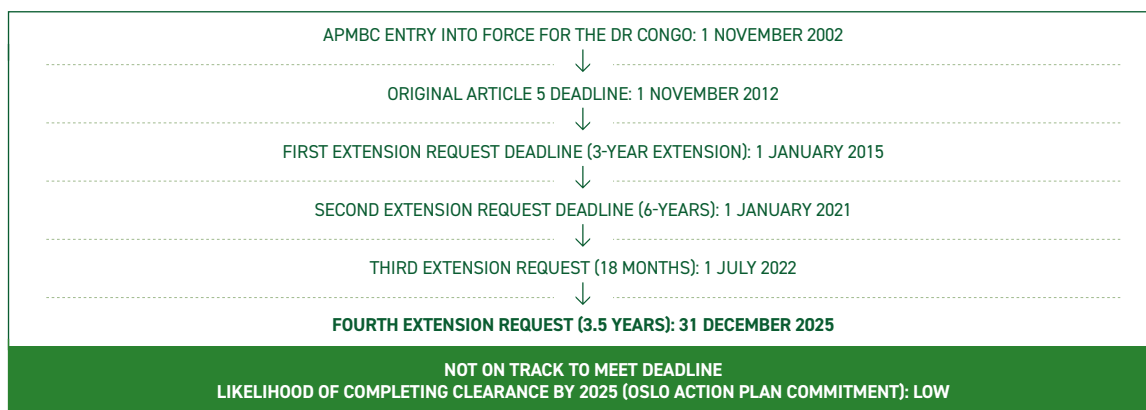 APMBC ENTRY INTO FORCE FOR THE DR CONGO: 1 NOVEMBER 2002
ORIGINAL ARTICLE 5 DEADLINE: 1 NOVEMBER 2012
FIRST EXTENSION REQUEST DEADLINE (3-YEAR EXTENSION): 1 JANUARY 2015
SECOND EXTENSION REQUEST DEADLINE (6-YEARS): 1 JANUARY 2021
THIRD EXTENSION REQUEST (18 MONTHS): 1 JULY 2022
FOURTH EXTENSION REQUEST (3.5 YEARS): 31 DECEMBER 2025
NOT ON TRACK TO MEET DEADLINE
LIKELIHOOD OF COMPLETING CLEARANCE BY 2025 (OSLO ACTION PLAN COMMITMENT): LOW